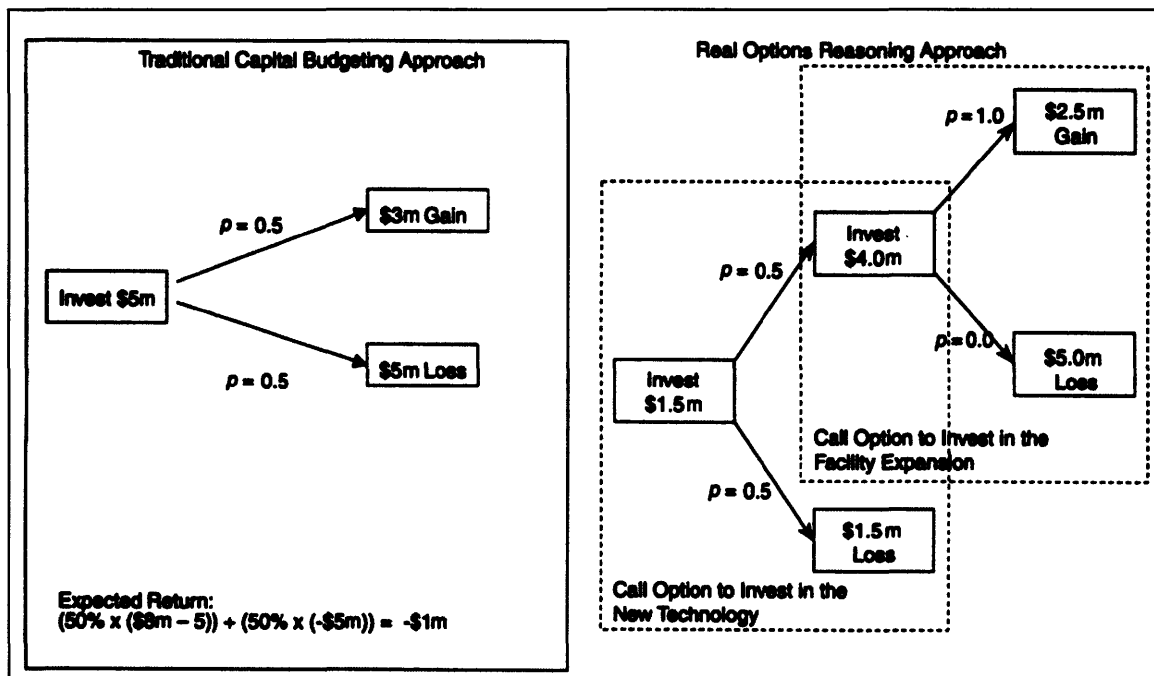 Traditional Capital Budgeting Approach
p = 0.5
$3m Gain
Invest $5m
$5m Loss
p = 0.5
Expected Return:
(50% x ($8m – 5)) + (50% x (-$5m)) = -$1m
Real Options Reasoning Approach
p = 1.0
$2.5m
Gain
Invest
$4.0m
p = 0.5
p = 0.0
$5.0m
Loss
Invest
$1.5m
Call Option to Invest in the
Facility Expansion
p = 0.5
$1.5m
Loss
Call Option to Invest in the
New Technology